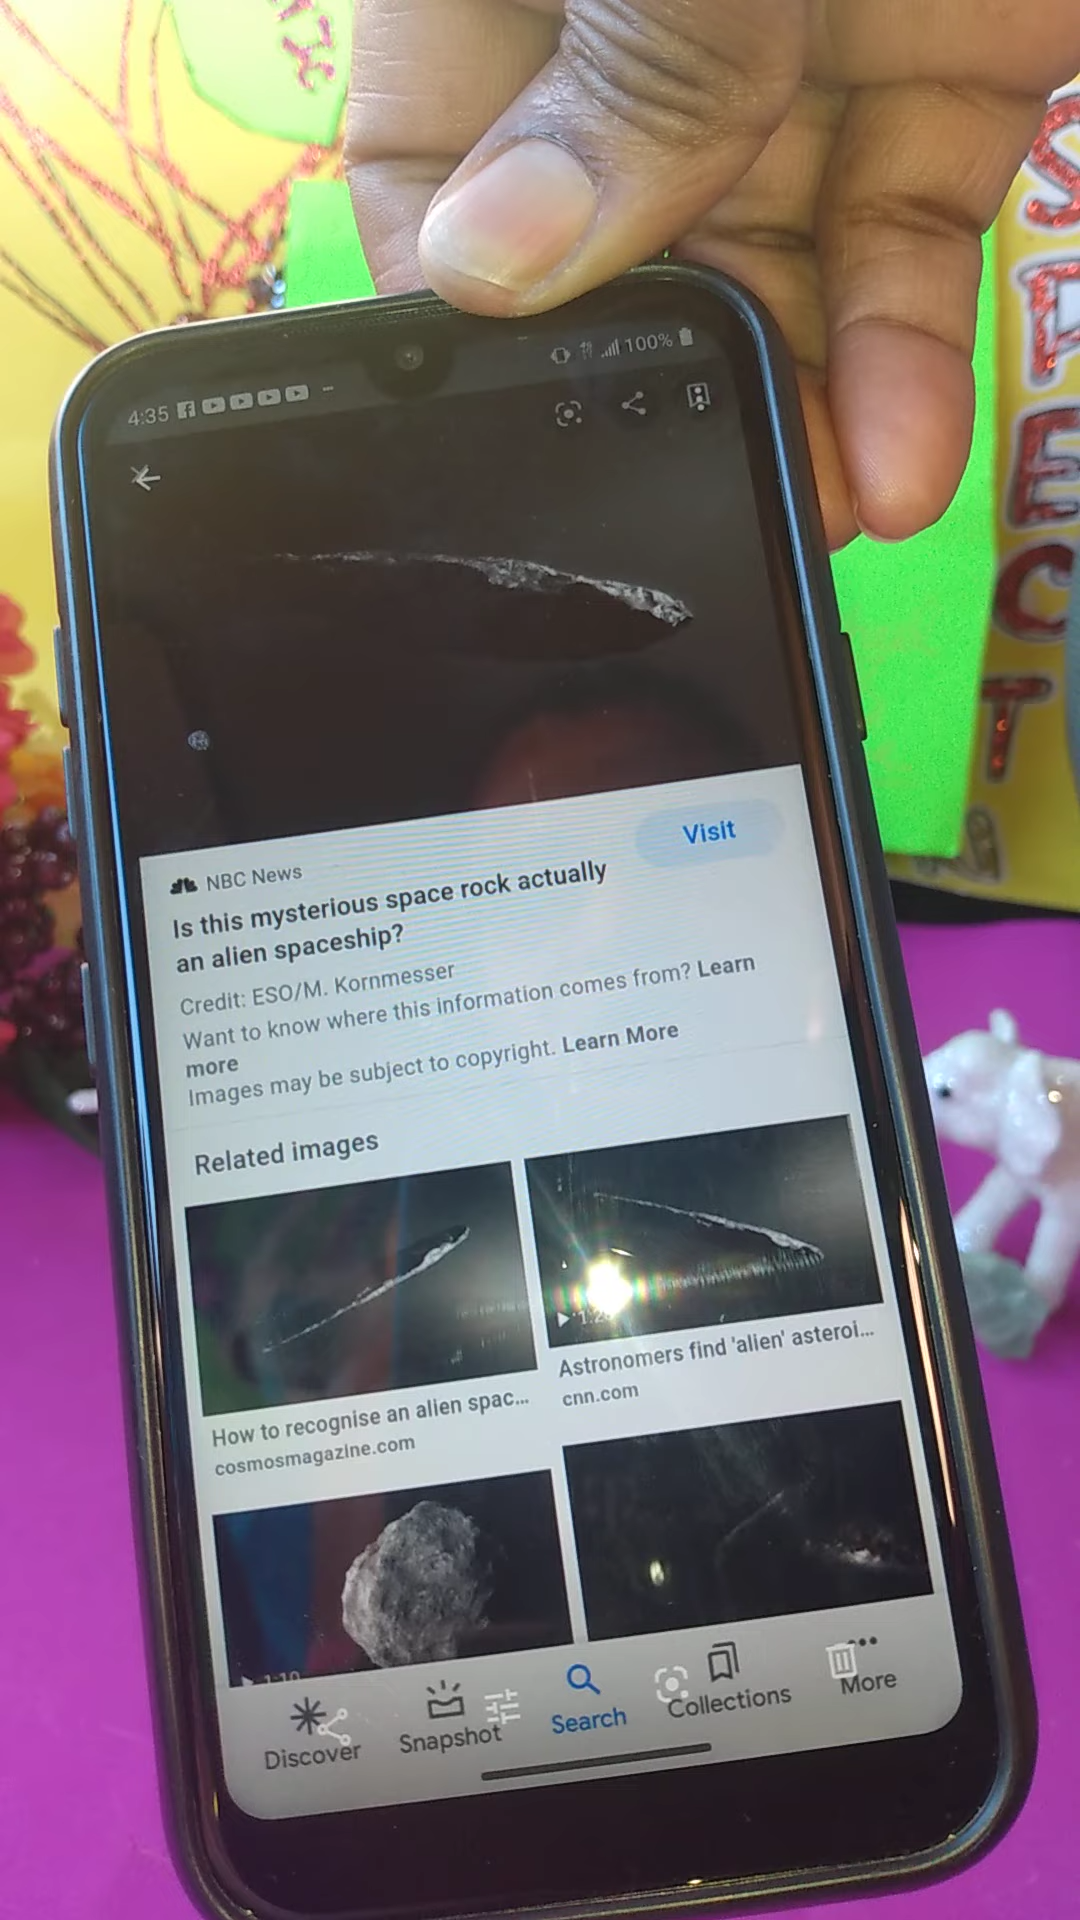 S
P
E
C
T
4:35
100%
Visit
NBC News
Is this mysterious space rock actually
an alien spaceship?
Credit: ESO/M. Kornmesser
Want to know where this information comes from? Learn
more
Images may be subject to copyright. Learn More
Related images
How to recognise an alien spac...
cosmosmagazine.com
Astronomers find 'alien' asteroi...
cnn.com
1:10
Discover
Snapshot
Search
Collections
More